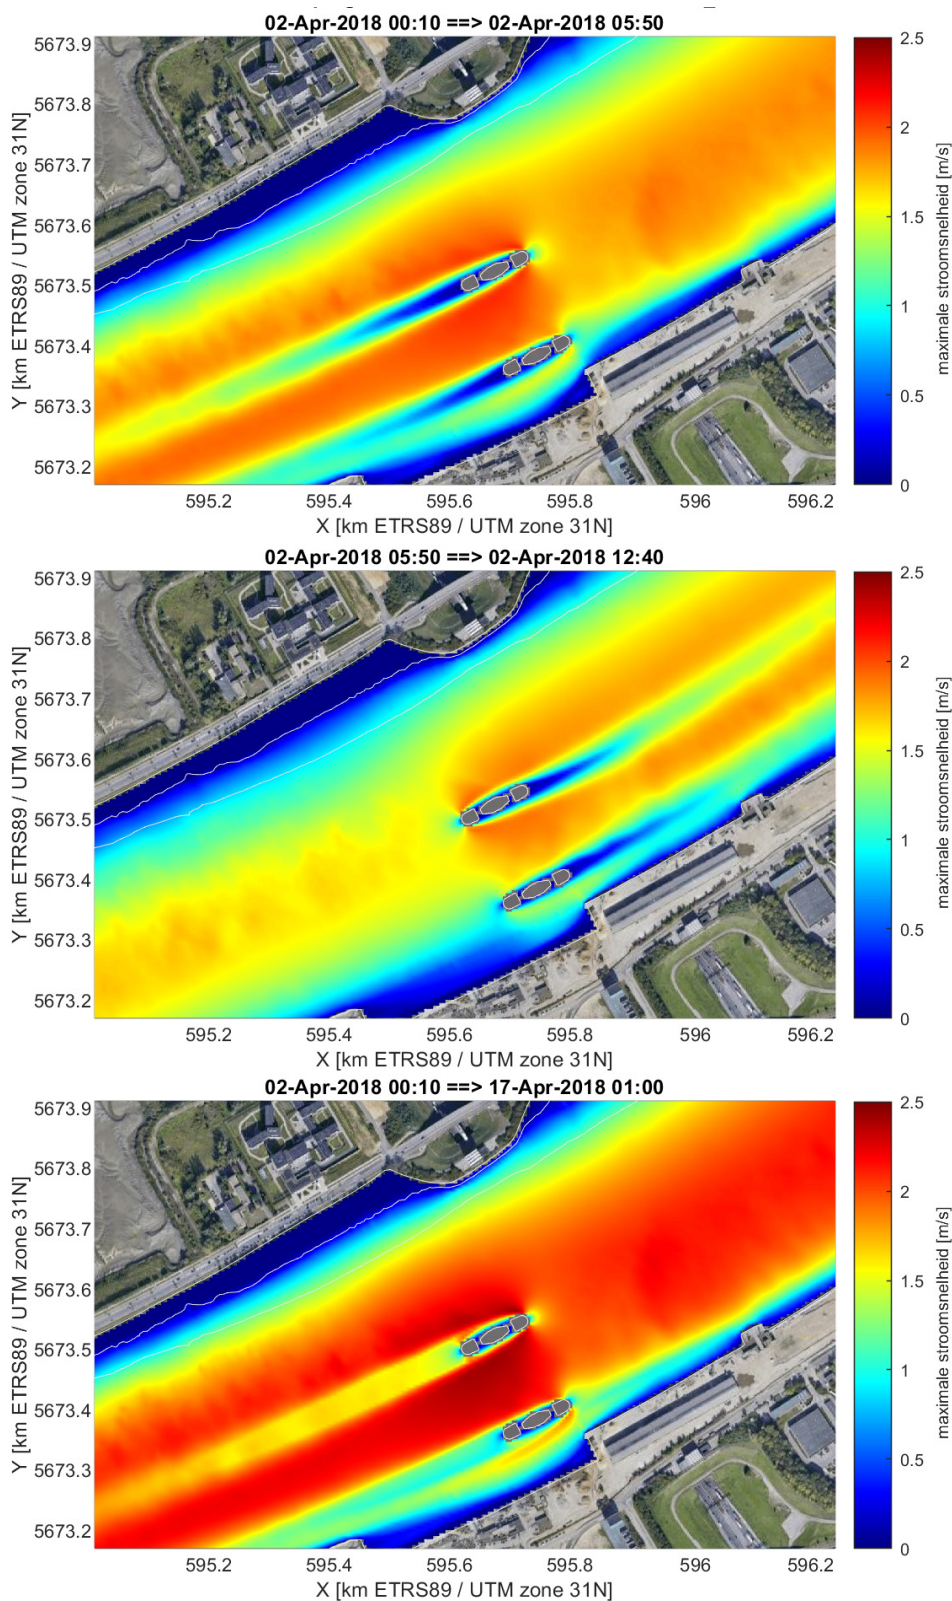 02-Apr-2018 00:10 ==> 02-Apr-2018 05:50
5673.9
5673.8
5673.7
5673.6
5673.5
5673.4
5673.3
5673.2
Y [km ETRS89 / UTM zone 31N]
595.2 595.4 595.6 595.8 596 596.2
X [km ETRS89 / UTM zone 31N]
2.5
2
1.5
1
0.5
0
maximale stroomsnelheid [m/s]
02-Apr-2018 05:50 ==> 02-Apr-2018 12:40
5673.9
5673.8
5673.7
5673.6
5673.5
5673.4
5673.3
5673.2
Y [km ETRS89 / UTM zone 31N]
595.2 595.4 595.6 595.8 596 596.2
X [km ETRS89 / UTM zone 31N]
2.5
2
1.5
1
0.5
0
maximale stroomsnelheid [m/s]
02-Apr-2018 00:10 ==> 17-Apr-2018 01:00
5673.9
5673.8
5673.7
5673.6
5673.5
5673.4
5673.3
5673.2
Y [km ETRS89 / UTM zone 31N]
595.2 595.4 595.6 595.8 596 596.2
X [km ETRS89 / UTM zone 31N]
2.5
2
1.5
1
0.5
0
maximale stroomsnelheid [m/s]